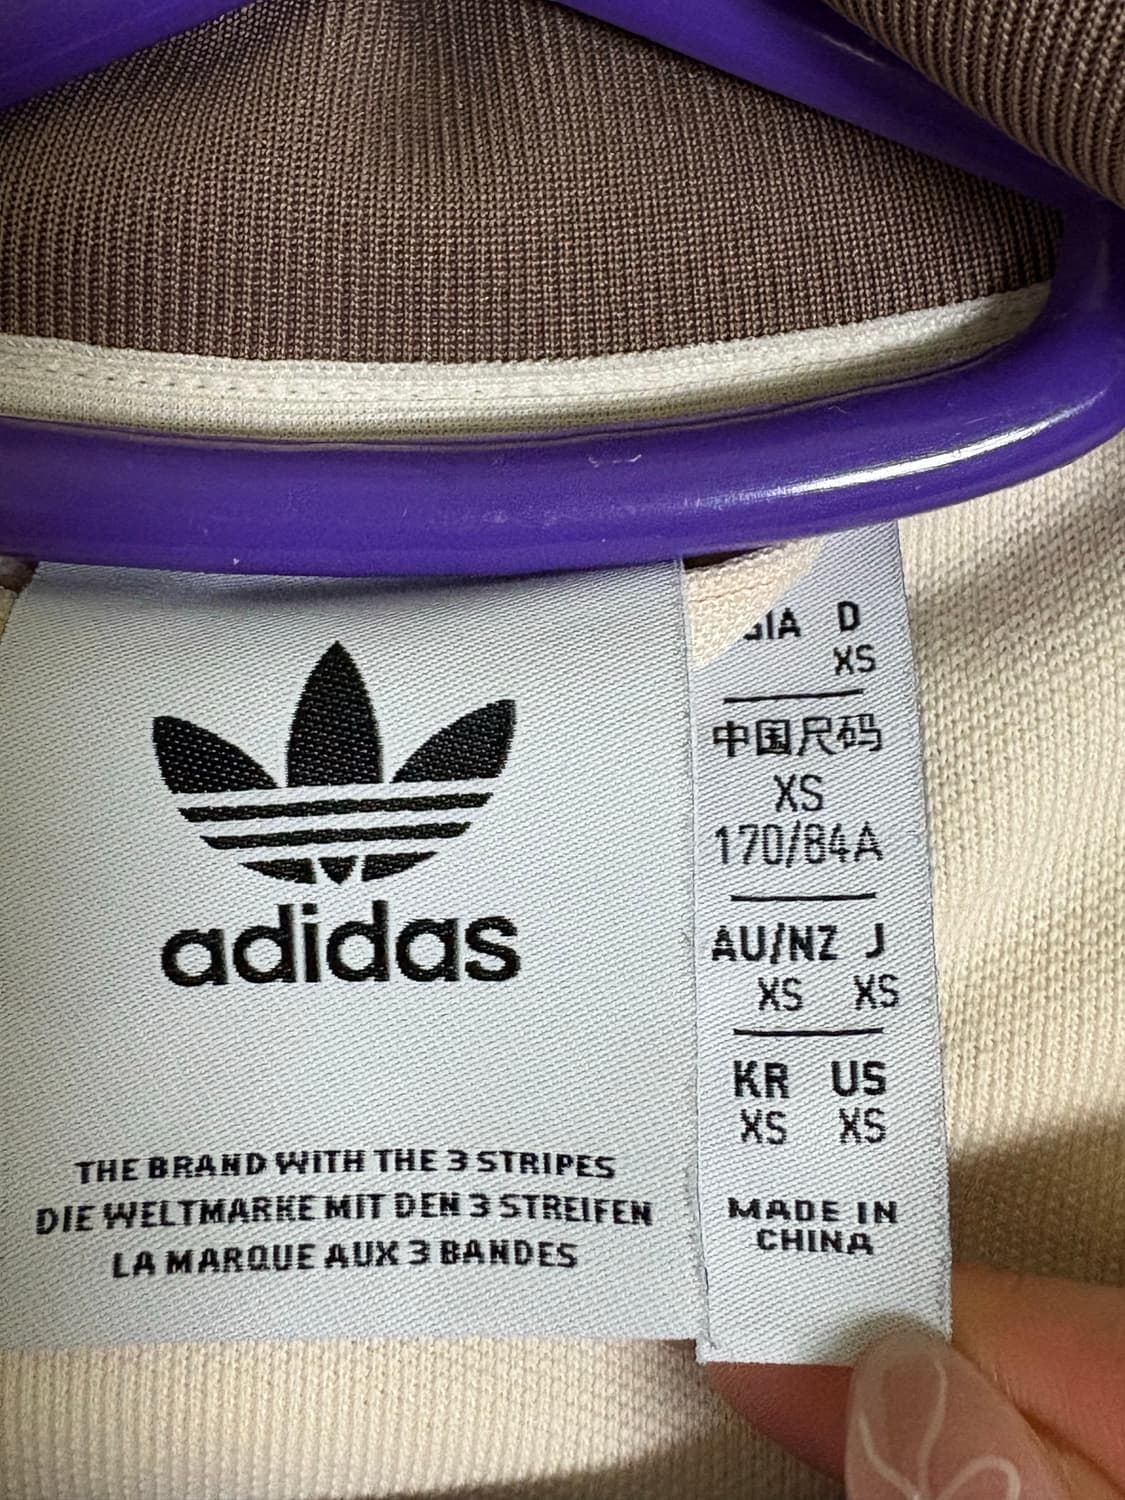 adidas
THE BRAND WITH THE 3 STRIPES
DIE WELTMARKE MIT DEN 3 STREIFEN
LA MARQUE AUX 3 BANDES
D
XS
中国尺码
XS
170/84A
AU/NZ J
XS XS
KR US
XS XS
MADE IN
CHINA